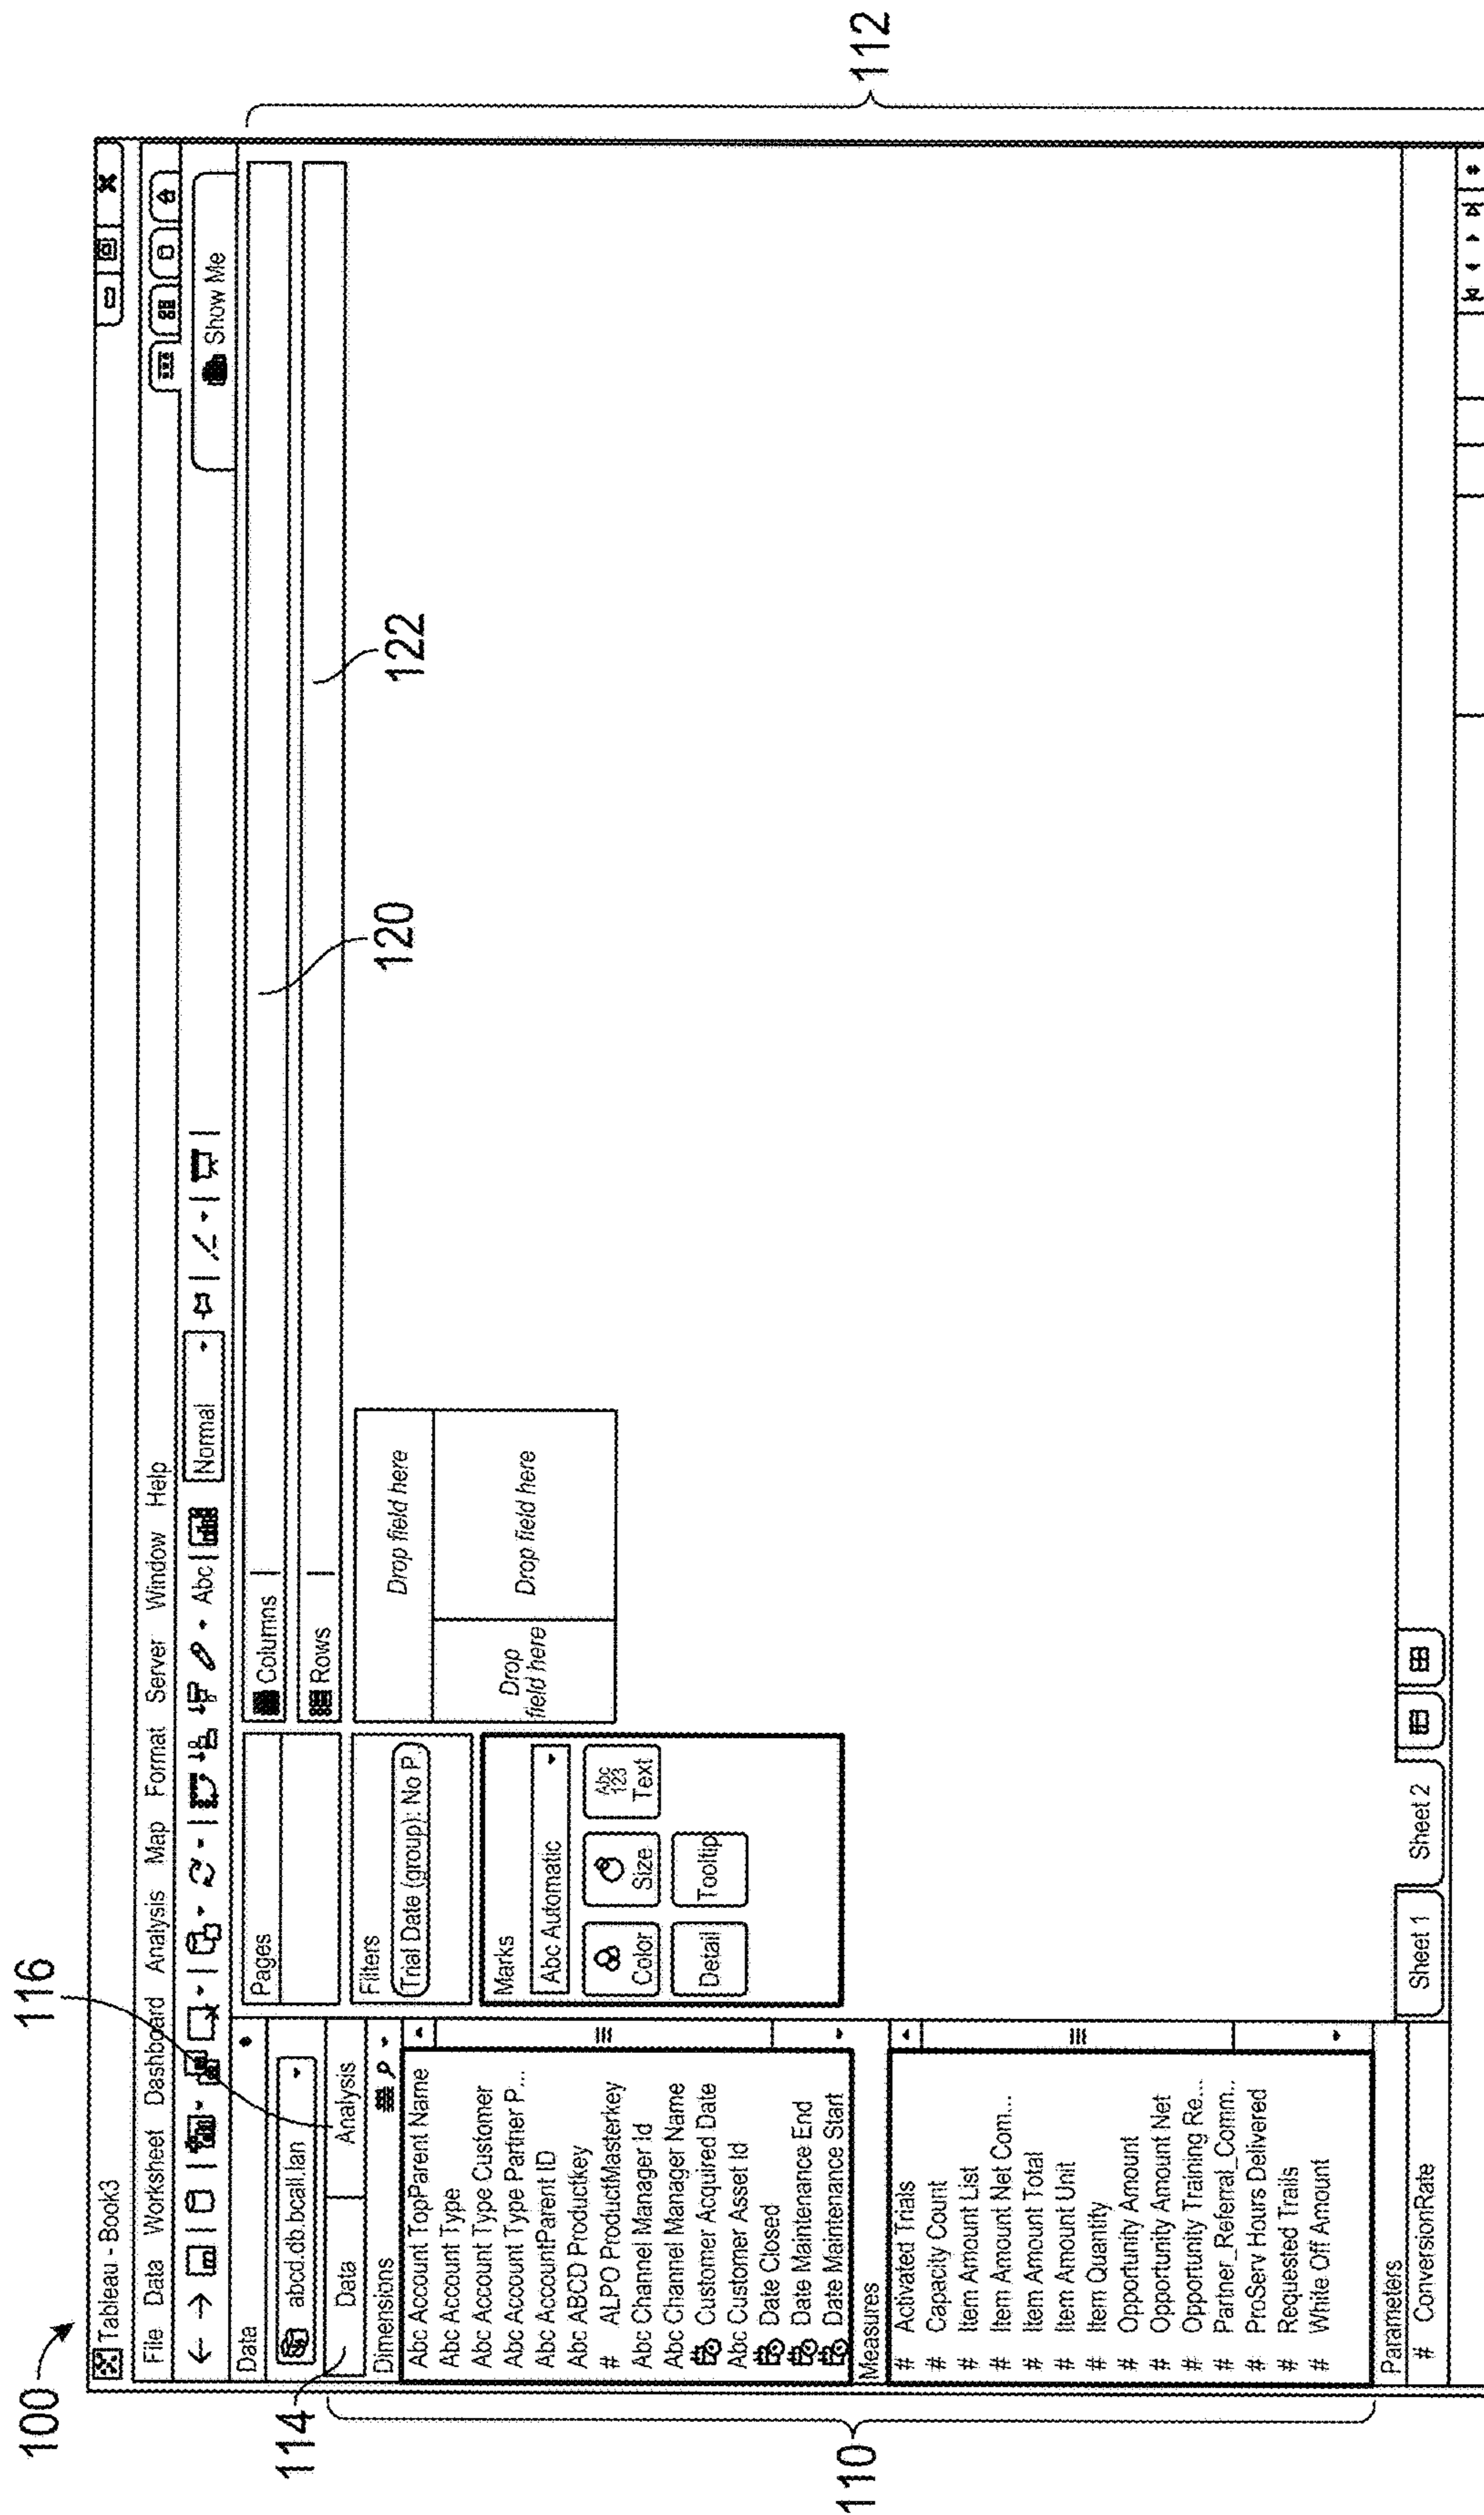 100
116
Tableau - Book3
File Data Worksheet Dashboard Analysis Map Format Server Window Help
Abc
Normal
Show Me
114
Data
abcd.db.bcall.lan
Data Analysis
Dimensions
Abc Account TopParent Name
Abc Account Type
Abc Account Type Customer
Abc Account Type Partner P...
Abc AccountParent ID
Abc ABCD Productkey
# ALPO ProductMasterkey
Abc Channel Manager Id
Abc Channel Manager Name
Customer Acquired Date
Abc Customer Asset Id
Date Closed
Date Maintenance End
Date Maintenance Start
110
Measures
# Activated Trials
# Capacity Count
# Item Amount List
# Item Amount Net Com...
# Item Amount Total
# Item Amount Unit
# Item Quantity
# Opportunity Amount
# Opportunity Amount Net
# Opportunity Training Re...
# Partner_Referral_Comm..
# ProServ Hours Delivered
# Requested Trails
# White Off Amount
Parameters
# ConversionRate
Pages
Filters
Trial Date (group): No P.
Marks
Abc Automatic
Color
Size
Abc
123
Text
Detail
Tooltip
Columns
Rows
120
122
Drop field here
Drop
field here
Drop field here
112
Sheet 1
Sheet 2